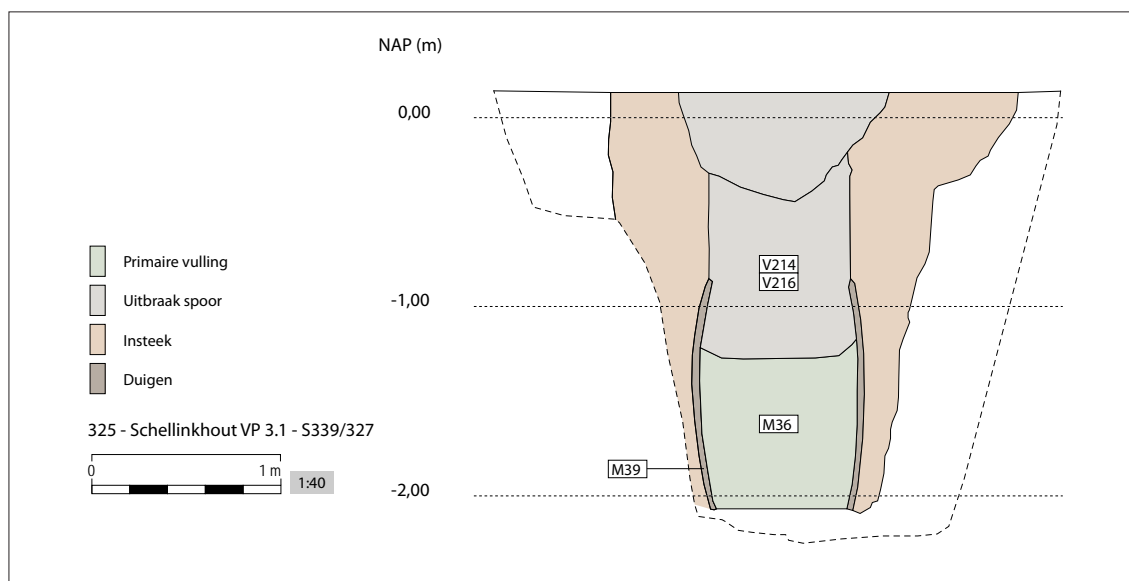 NAP (m)
0,00
-1,00
-2,00
V214
V216
M36
M39
Primaire vulling
Uitbraak spoor
Insteek
Duigen
325 - Schellinkhout VP 3.1 - S339/327
0 1 m
1:40